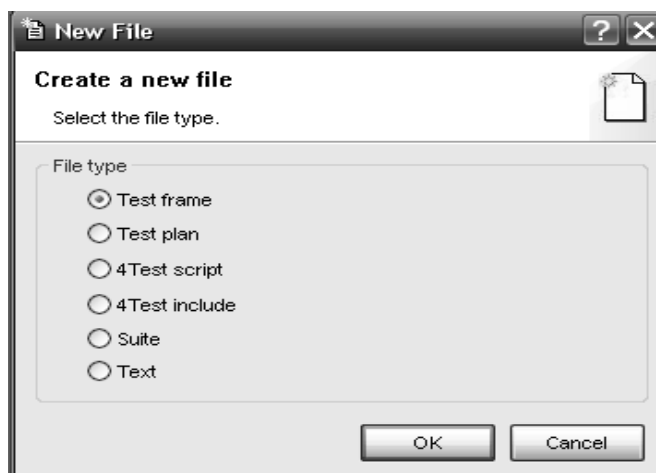 New File
Create a new file
Select the file type.
File type
Test frame
Test plan
4Test script
4Test include
Suite
Text
OK
Cancel